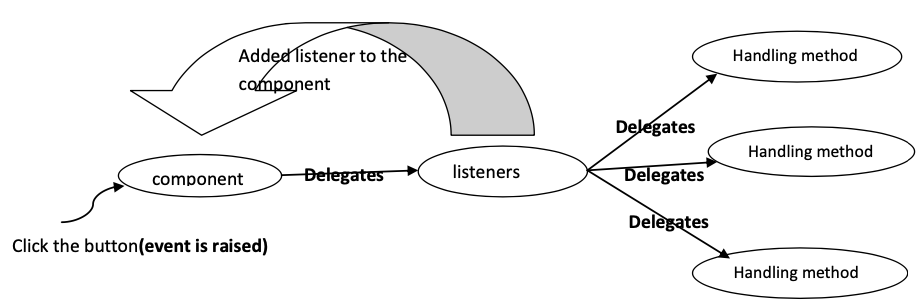 Added listener to the
component
Handling method
Delegates
Handling method
component
Delegates
listeners
Delegates
Delegates
Click the button(event is raised)
Handling method